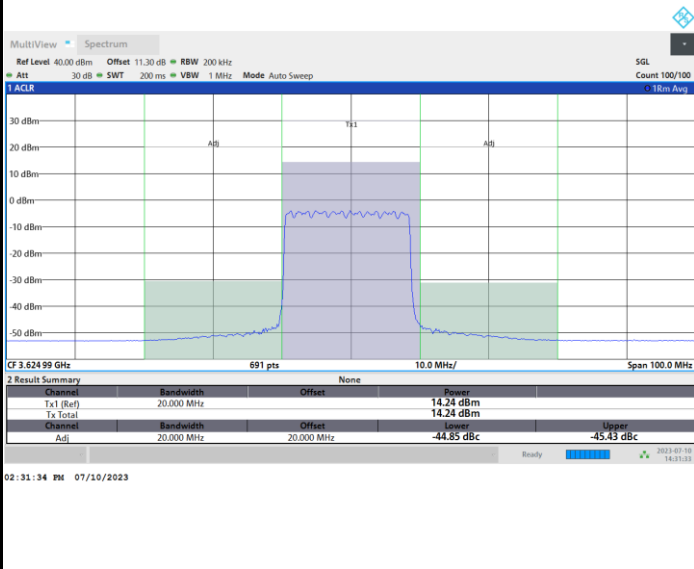 MultiView Spectrum
Ref Level 40.00 dBm Offset 11.30 dB RBW 200 kHz SGL
Att 30 dB SWT 200 ms VBW 1 MHz Mode Auto Sweep Count 100/100
1 ACLR 1Rm Avg
30 dBm
Tx1
20 dBm
Adj Adj
10 dBm
0 dBm
-10 dBm
-20 dBm
-30 dBm
-40 dBm
-50 dBm
CF 3.624 99 GHz 691 pts 10.0 MHz/ Span 100.0 MHz
2 Result Summary None
Channel Bandwidth Offset Power
Tx1 (Ref) 20.000 MHz 14.24 dBm
Tx Total 14.24 dBm
Channel Bandwidth Offset Lower Upper
Adj 20.000 MHz 20.000 MHz -44.85 dBc -45.43 dBc
Ready 2023-07-10
14:31:33
02:31:34 PM 07/10/2023